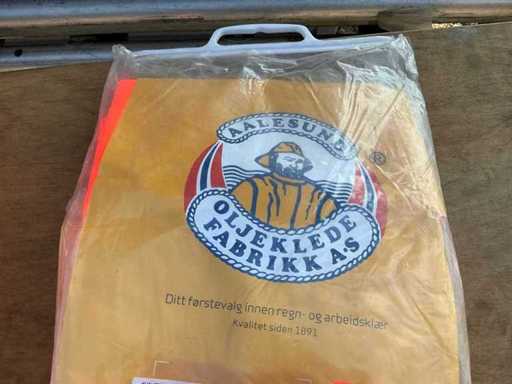 AALESUNDS
®
OLJEKLEDE
FABRIKK AS
Ditt førstevalg innen regn- og arbeidsklær
Kvalitet siden 1891